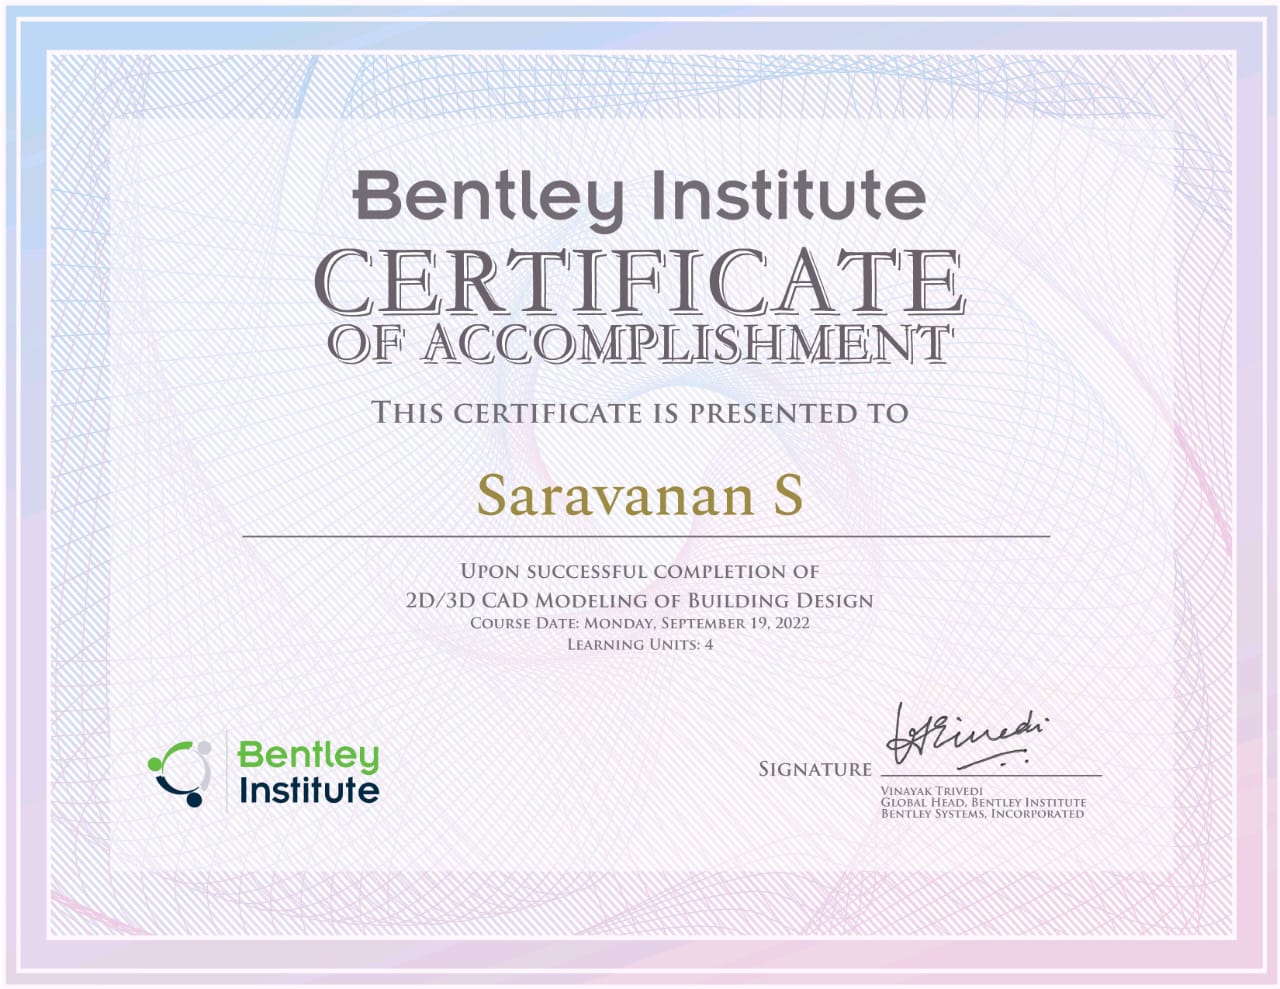 Bentley Institute
CERTIFICATE
OF ACCOMPLISHMENT
THIS CERTIFICATE IS PRESENTED TO
Saravanan S
UPON SUCCESSFUL COMPLETION OF
2D/3D CAD MODELING OF BUILDING DESIGN
COURSE DATE: MONDAY, SEPTEMBER 19, 2022
LEARNING UNITS: 4
Bentley
Institute
SIGNATURE
VINAYAK TRIVEDI
GLOBAL HEAD, BENTLEY INSTITUTE
BENTLEY SYSTEMS, INCORPORATED